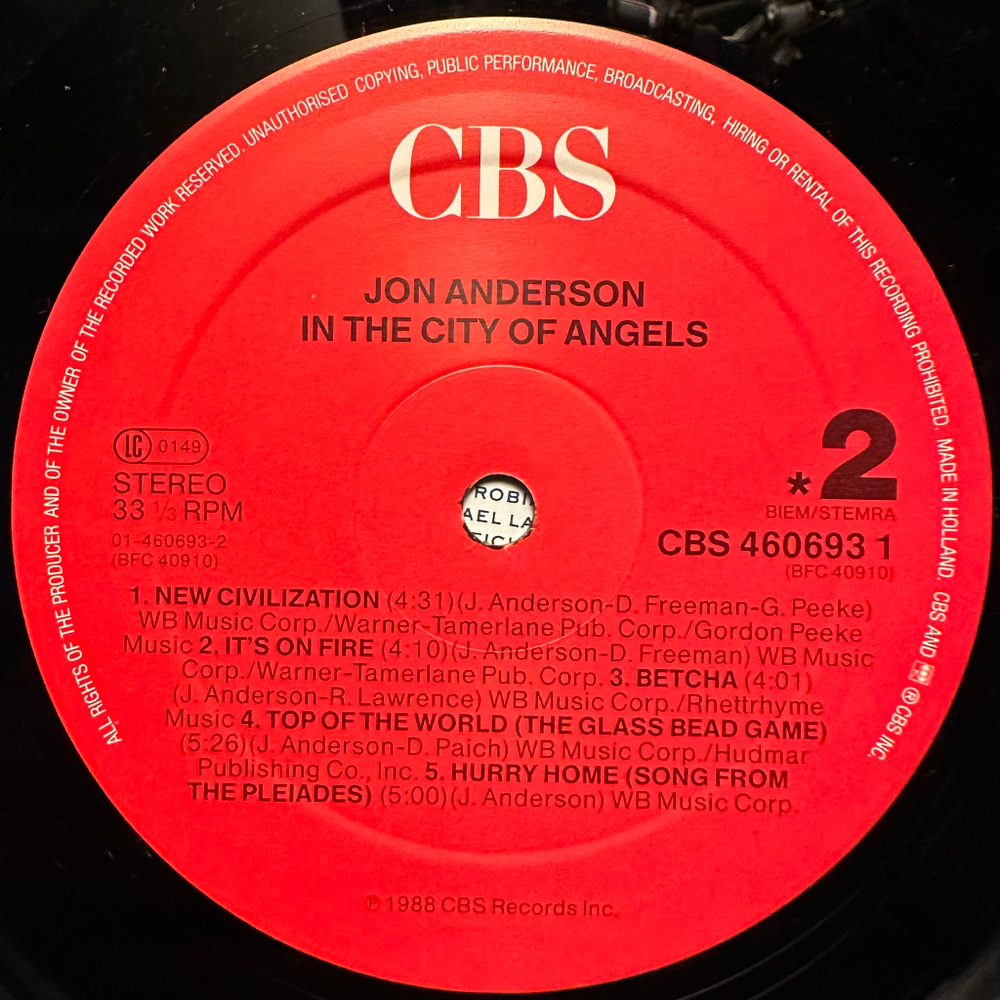 ALL RIGHTS OF THE PRODUCER AND OF THE OWNER OF THE RECORDED WORK RESERVED. UNAUTHORISED COPYING, PUBLIC PERFORMANCE, BROADCASTING, HIRING OR RENTAL OF THIS RECORDING PROHIBITED. MADE IN HOLLAND. CBS AND ℗ CBS INC.
CBS
JON ANDERSON
IN THE CITY OF ANGELS
LC 0149
STEREO
33 1/3 RPM
01-460693-2
(BFC 40910)
*2
BIEM/STEMRA
CBS 460693 1
(BFC 40910)
ROBI
AEL LA
1. NEW CIVILIZATION (4:31)(J. Anderson-D. Freeman-G. Peeke)
WB Music Corp./Warner-Tamerlane Pub. Corp./Gordon Peeke
Music 2. IT'S ON FIRE (4:10)(J. Anderson-D. Freeman) WB Music
Corp./Warner-Tamerlane Pub. Corp. 3. BETCHA (4:01)
(J. Anderson-R. Lawrence) WB Music Corp./Rhettrhyme
Music 4. TOP OF THE WORLD (THE GLASS BEAD GAME)
(5:26)(J. Anderson-D. Paich) WB Music Corp./Hudmar
Publishing Co., Inc. 5. HURRY HOME (SONG FROM
THE PLEIADES) (5:00)(J. Anderson) WB Music Corp.
℗ 1988 CBS Records Inc.